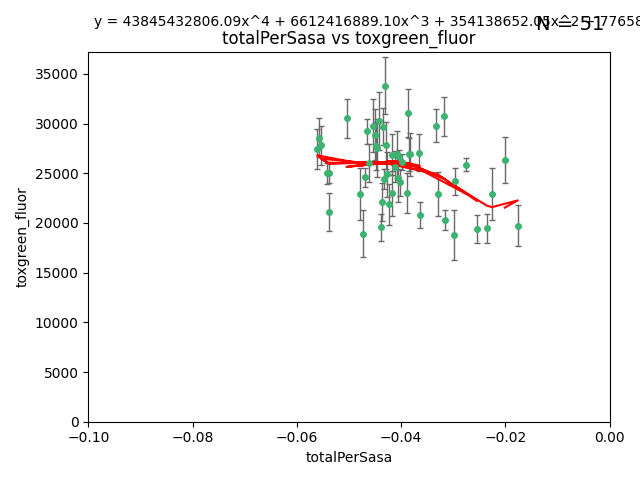 y = 43845432806.09x^4 + 6612416889.10x^3 + 354138652.05x^2 + 77658
N = 51
totalPerSasa vs toxgreen_fluor
35000
30000
25000
20000
15000
10000
5000
0
toxgreen_fluor
−0.10 −0.08 −0.06 −0.04 −0.02 0.00
totalPerSasa